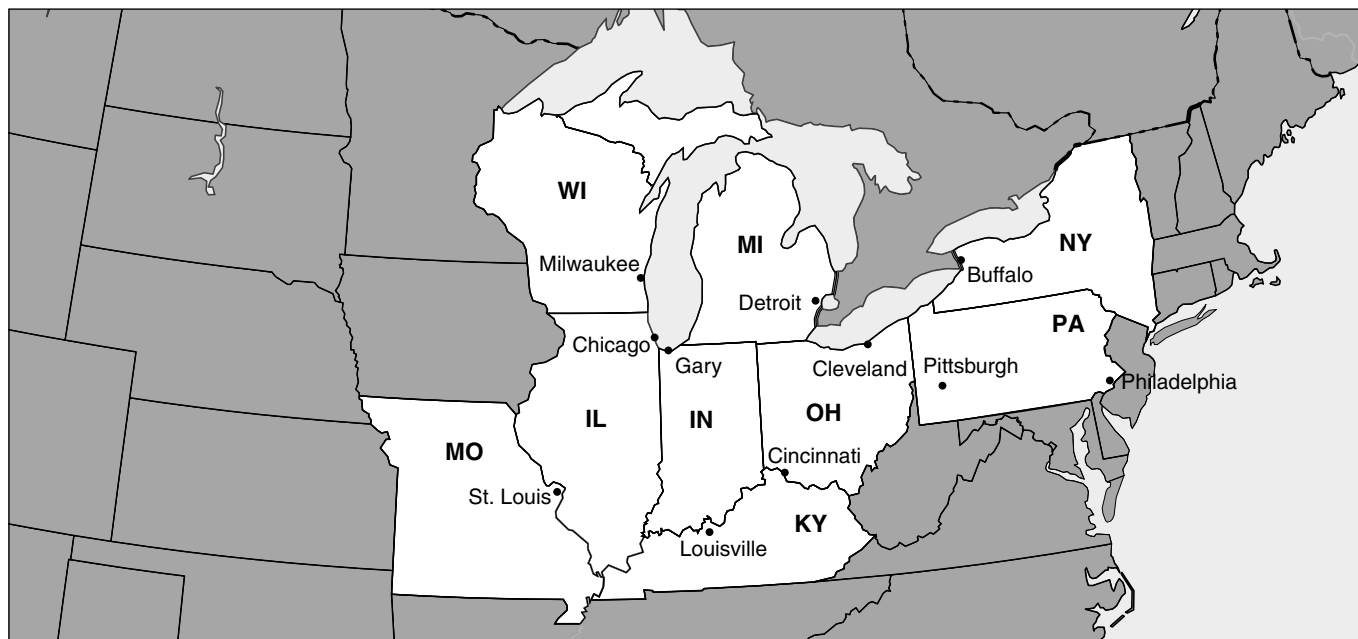 WI
MI
NY
Milwaukee
Buffalo
Detroit
PA
Chicago
Gary
Cleveland
Pittsburgh
Philadelphia
IL
IN
OH
MO
Cincinnati
St. Louis
KY
Louisville